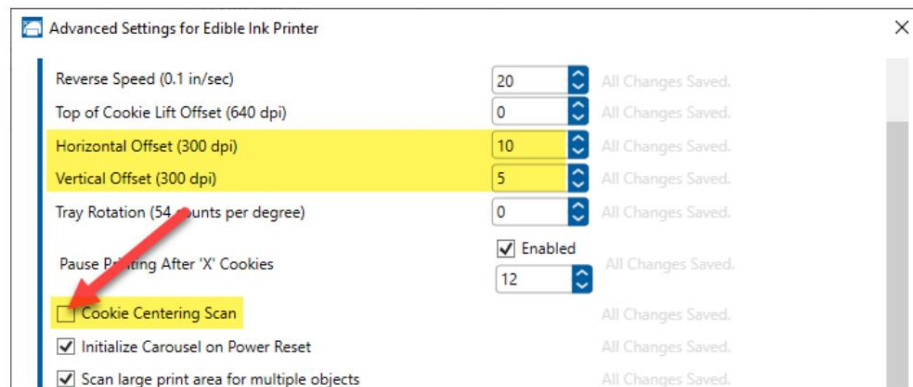 Advanced Settings for Edible Ink Printer
Reverse Speed (0.1 in/sec) 20 All Changes Saved.
Top of Cookie Lift Offset (640 dpi) 0 All Changes Saved.
Horizontal Offset (300 dpi) 10 All Changes Saved.
Vertical Offset (300 dpi) 5 All Changes Saved.
Tray Rotation (54 counts per degree) 0 All Changes Saved.
Enabled
Pause Printing After 'X' Cookies All Changes Saved.
12
Cookie Centering Scan All Changes Saved.
Initialize Carousel on Power Reset All Changes Saved.
Scan large print area for multiple objects All Changes Saved.